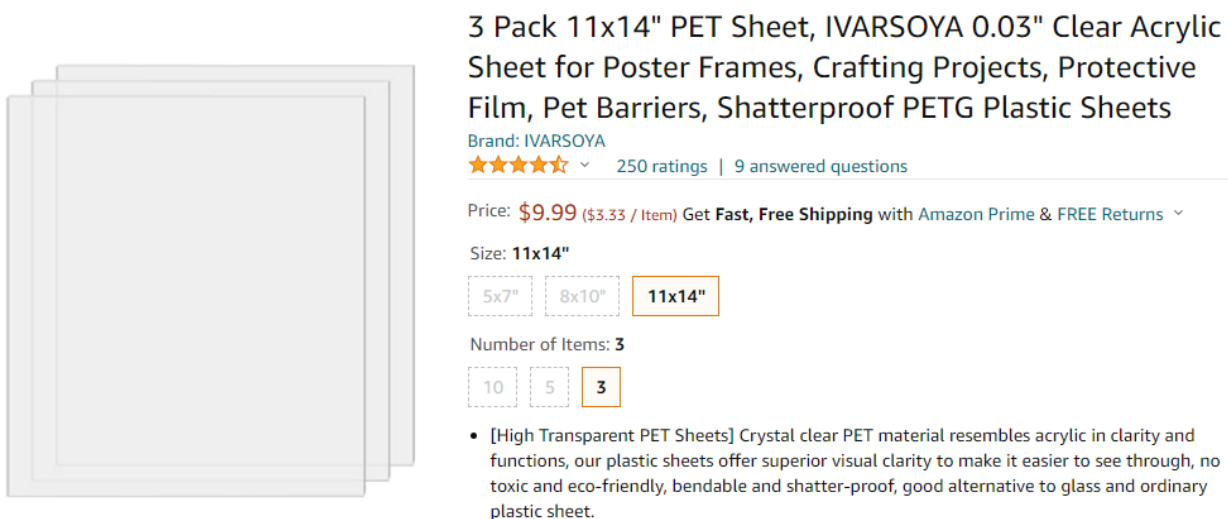 3 Pack 11x14" PET Sheet, IVARSOYA 0.03" Clear Acrylic
Sheet for Poster Frames, Crafting Projects, Protective
Film, Pet Barriers, Shatterproof PETG Plastic Sheets
Brand: IVARSOYA
250 ratings | 9 answered questions
Price: $9.99 ($3.33 / Item) Get Fast, Free Shipping with Amazon Prime & FREE Returns
Size: 11x14"
5x7" 8x10" 11x14"
Number of Items: 3
10 5 3
• [High Transparent PET Sheets] Crystal clear PET material resembles acrylic in clarity and
functions, our plastic sheets offer superior visual clarity to make it easier to see through, no
toxic and eco-friendly, bendable and shatter-proof, good alternative to glass and ordinary
plastic sheet.